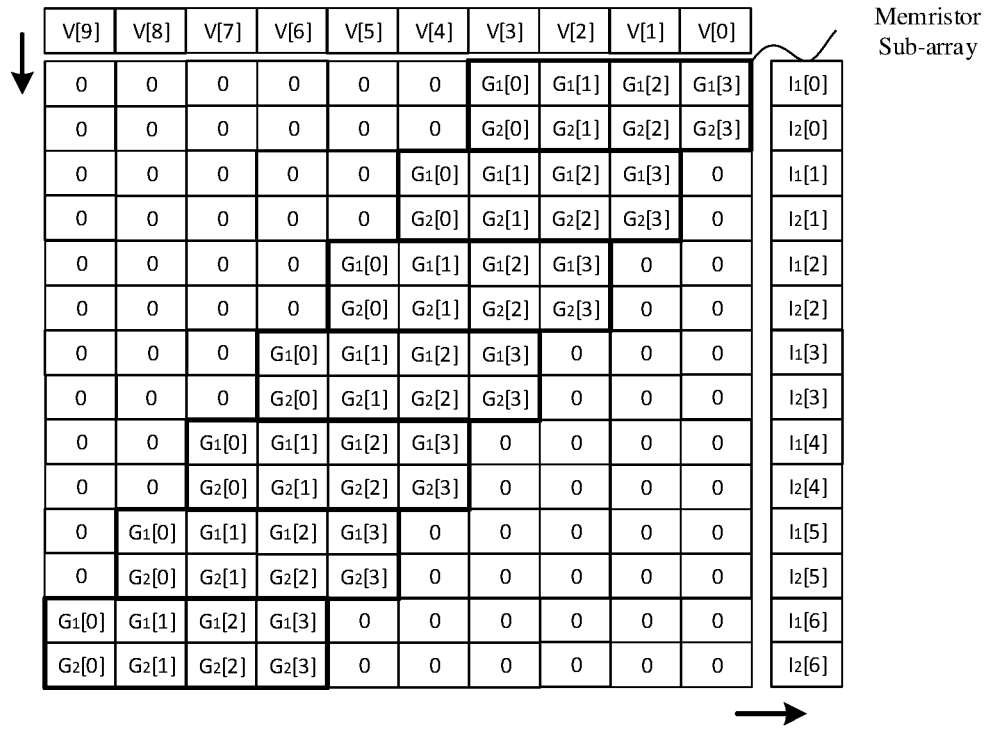 V[9] V[8] V[7] V[6] V[5] V[4] V[3] V[2] V[1] V[0]
Memristor
Sub-array
0 0 0 0 0 0 G1[0] G1[1] G1[2] G1[3] I1[0]
0 0 0 0 0 0 G2[0] G2[1] G2[2] G2[3] I2[0]
0 0 0 0 0 G1[0] G1[1] G1[2] G1[3] 0 I1[1]
0 0 0 0 0 G2[0] G2[1] G2[2] G2[3] 0 I2[1]
0 0 0 0 G1[0] G1[1] G1[2] G1[3] 0 0 I1[2]
0 0 0 0 G2[0] G2[1] G2[2] G2[3] 0 0 I2[2]
0 0 0 G1[0] G1[1] G1[2] G1[3] 0 0 0 I1[3]
0 0 0 G2[0] G2[1] G2[2] G2[3] 0 0 0 I2[3]
0 0 G1[0] G1[1] G1[2] G1[3] 0 0 0 0 I1[4]
0 0 G2[0] G2[1] G2[2] G2[3] 0 0 0 0 I2[4]
0 G1[0] G1[1] G1[2] G1[3] 0 0 0 0 0 I1[5]
0 G2[0] G2[1] G2[2] G2[3] 0 0 0 0 0 I2[5]
G1[0] G1[1] G1[2] G1[3] 0 0 0 0 0 0 I1[6]
G2[0] G2[1] G2[2] G2[3] 0 0 0 0 0 0 I2[6]